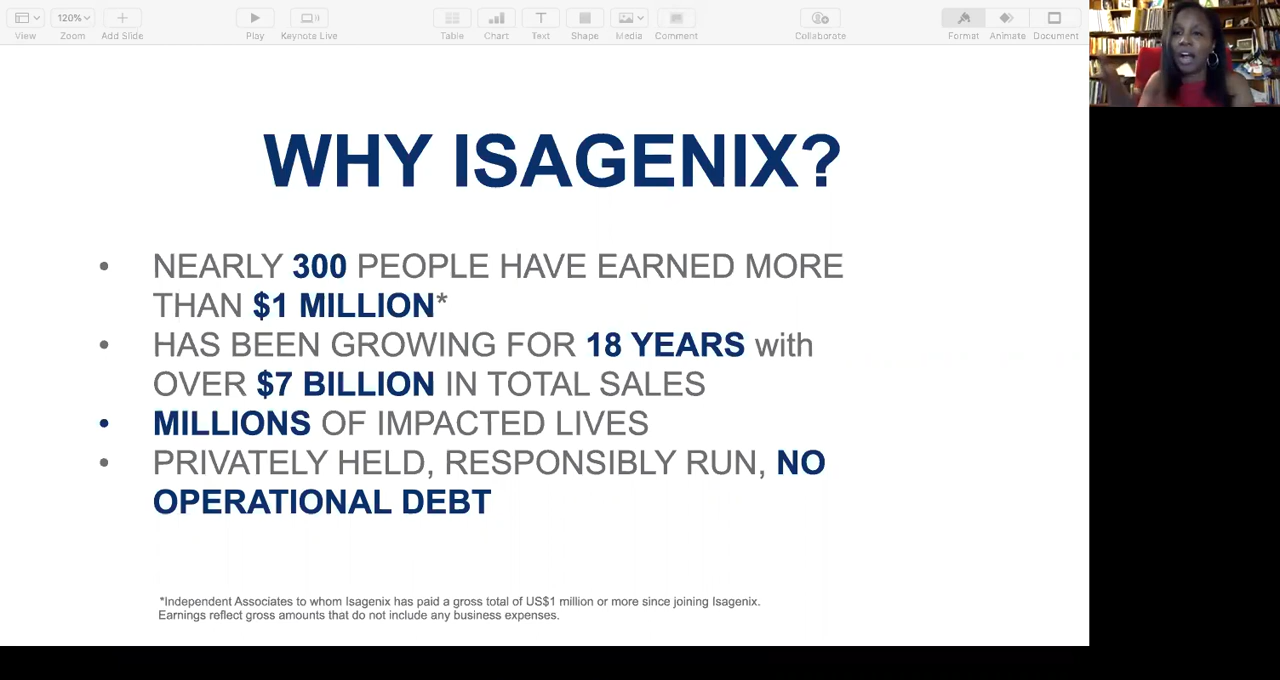 120%
View
Zoom
Add Slide
Play
Keynote Live
Table
Chart
Text
Shape
Media
Comment
Collaborate
Format
Animate
Document
WHY ISAGENIX?
• NEARLY 300 PEOPLE HAVE EARNED MORE
THAN $1 MILLION*
• HAS BEEN GROWING FOR 18 YEARS with
OVER $7 BILLION IN TOTAL SALES
• MILLIONS OF IMPACTED LIVES
• PRIVATELY HELD, RESPONSIBLY RUN, NO
OPERATIONAL DEBT
*Independent Associates to whom Isagenix has paid a gross total of US$1 million or more since joining Isagenix.
Earnings reflect gross amounts that do not include any business expenses.